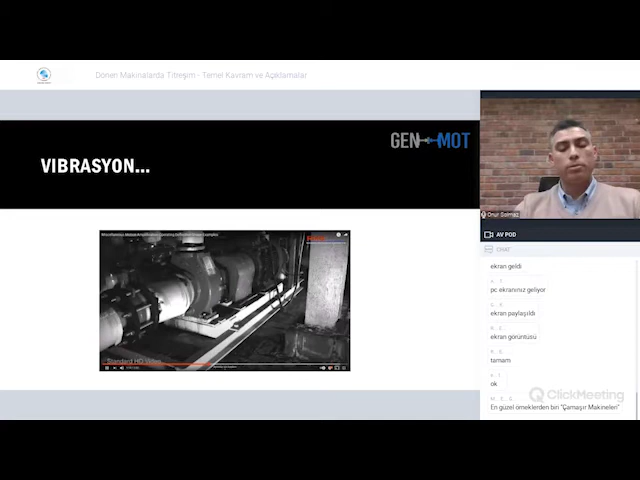 Dönen Makinalarda Titreşim - Temel Kavram ve Açıklamalar
GEN MOT
VIBRASYON...
Standard HD Video
Onur Solmaz
AV POD
CHAT
ekran geldi
pc ekranınız geliyor
ekran paylaşıldı
ekran görüntüsü
tamam
ok
ClickMeeting
En güzel örneklerden biri "Çamaşır Makineleri"